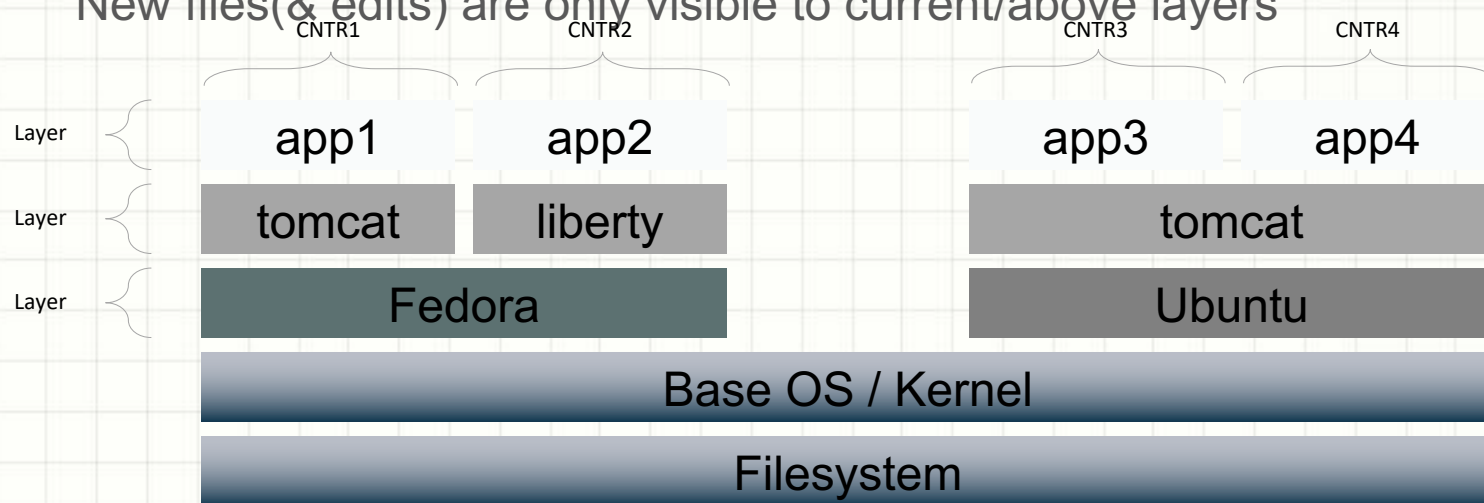 New files(& edits) are only visible to current/above layers
CNTR1 CNTR2 CNTR3 CNTR4
Layer app1 app2 app3 app4
Layer tomcat liberty tomcat
Layer Fedora Ubuntu
Base OS / Kernel
Filesystem